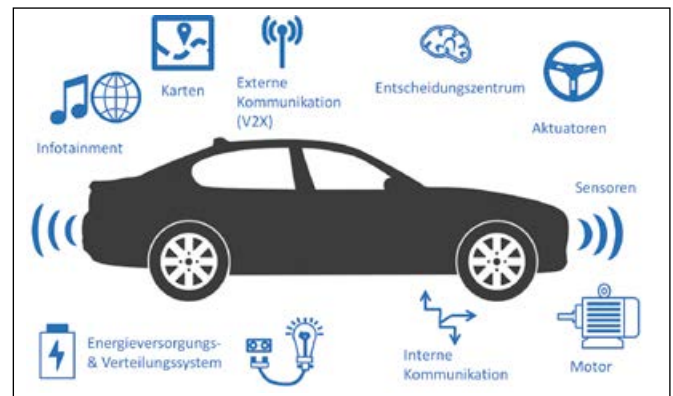 Karten
Externe
Kommunikation
(V2X)
Entscheidungszentrum
Aktuatoren
Infotainment
Sensoren
Energieversorgungs-
& Verteilungssystem
Interne
Kommunikation
Motor